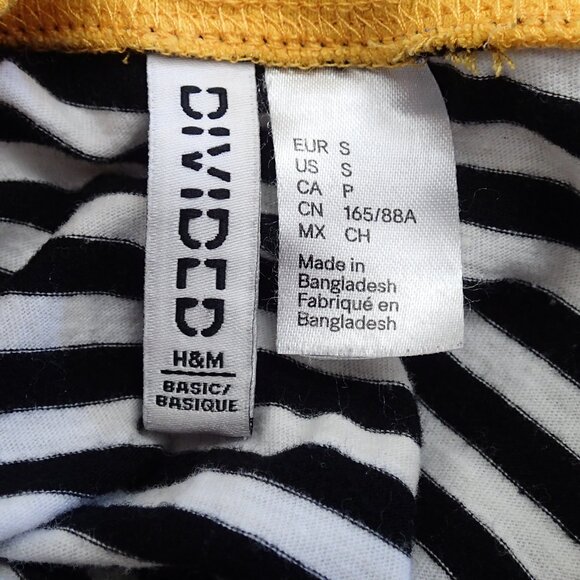 DIVIDED
H&M
BASIC/
BASIQUE
EUR S
US S
CA P
CN 165/88A
MX CH
Made in
Bangladesh
Fabriqué en
Bangladesh